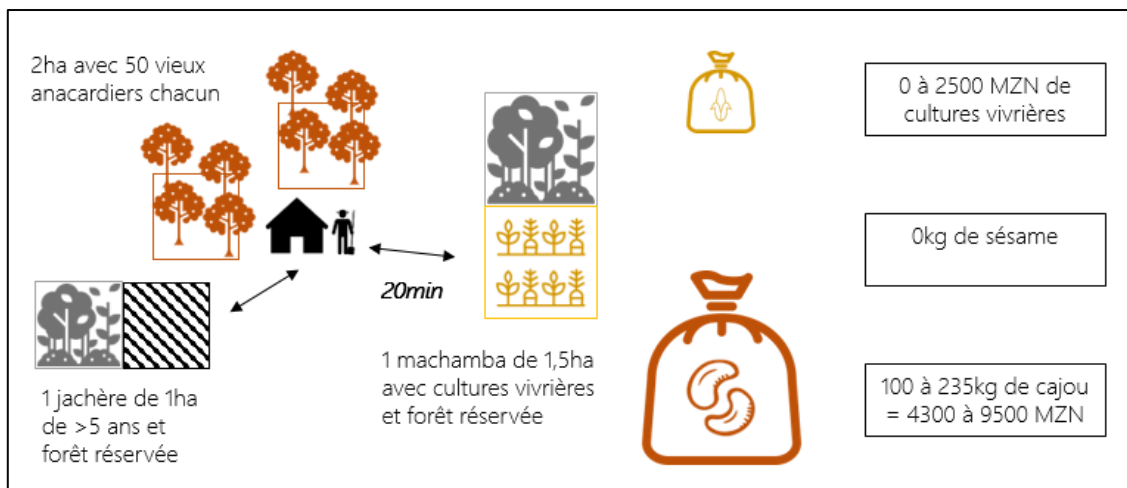 2ha avec 50 vieux
anacardiers chacun
20min
1 jachère de 1ha
de >5 ans et
forêt réservée
1 machamba de 1,5ha
avec cultures vivrières
et forêt réservée
0 à 2500 MZN de
cultures vivrières
0kg de sésame
100 à 235kg de cajou
= 4300 à 9500 MZN